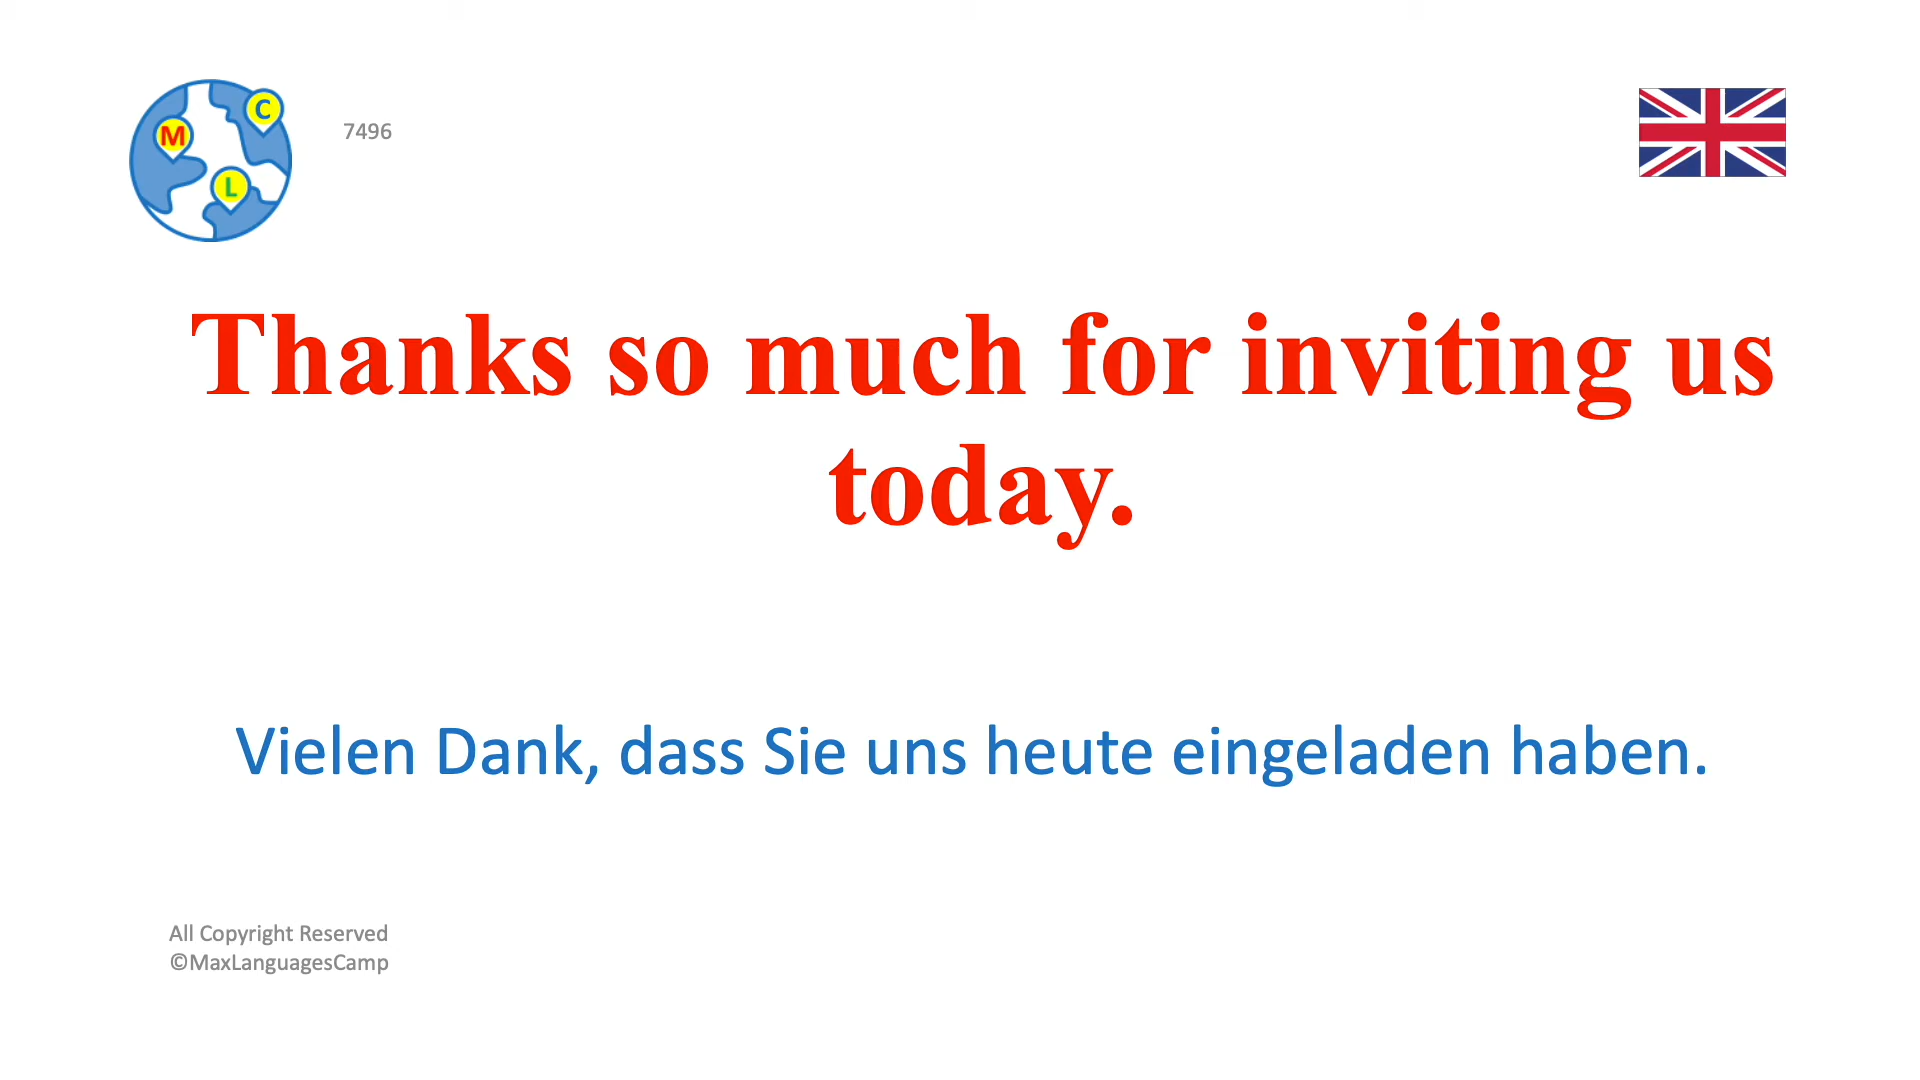 M
C
L
7496
Thanks so much for inviting us
today.
Vielen Dank, dass Sie uns heute eingeladen haben.
All Copyright Reserved
©MaxLanguagesCamp